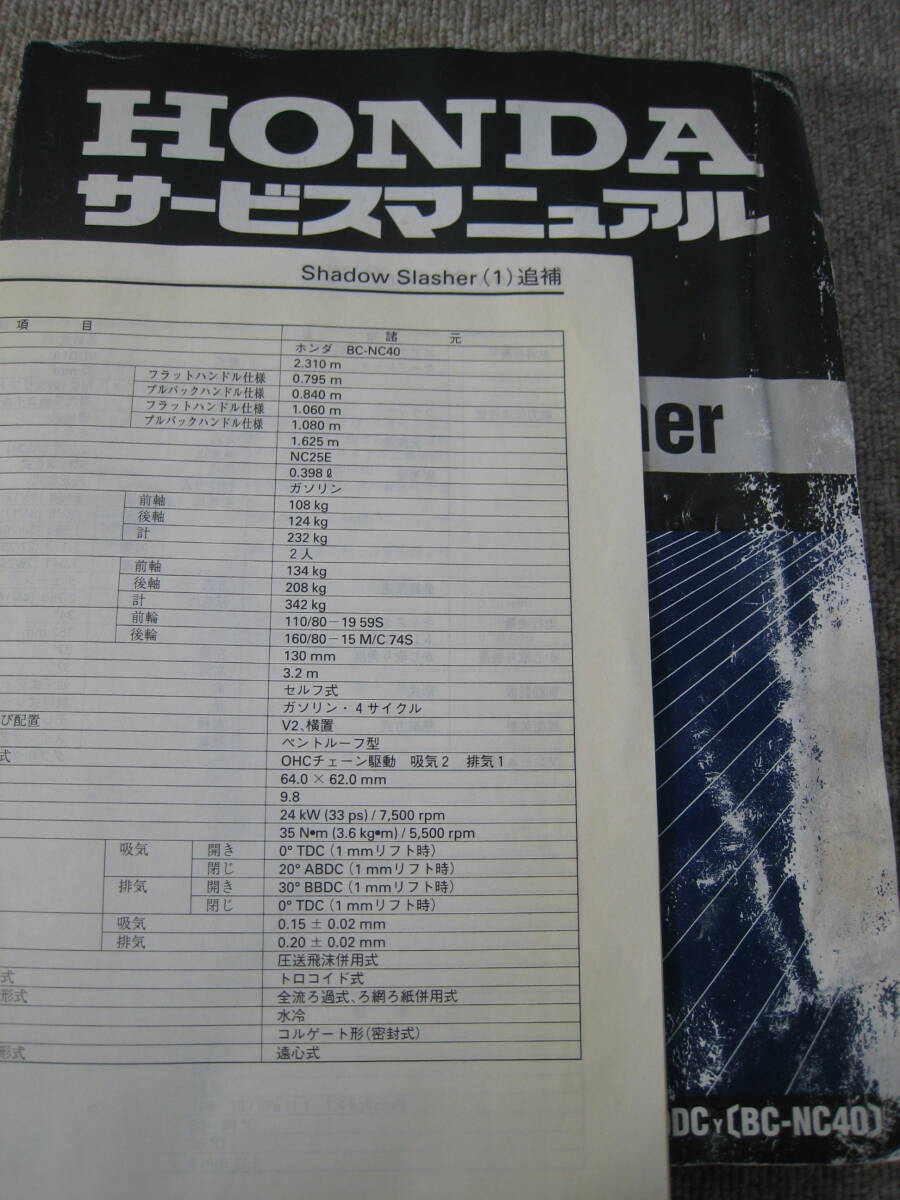 HONDA
サービスマニュアル
Shadow Slasher (1) 追補
項 目 諸 元
ホンダ BC-NC40
2.310 m
フラットハンドル仕様 0.795 m
プルバックハンドル仕様 0.840 m
フラットハンドル仕様 1.060 m
プルバックハンドル仕様 1.080 m
1.625 m
NC25E
0.398 ℓ
ガソリン
前軸 108 kg
後軸 124 kg
計 232 kg
2 人
前軸 134 kg
後軸 208 kg
計 342 kg
前輪 110/80－19 59S
後輪 160/80－15 M/C 74S
130 mm
3.2 m
セルフ式
ガソリン・4サイクル
び配置 V2、横置
ペントルーフ型
式 OHCチェーン駆動 吸気2 排気1
64.0 × 62.0 mm
9.8
24 kW (33 ps) / 7,500 rpm
35 N•m (3.6 kg•m) / 5,500 rpm
吸気 開き 0° TDC (1 mmリフト時)
閉じ 20° ABDC (1 mmリフト時)
排気 開き 30° BBDC (1 mmリフト時)
閉じ 0° TDC (1 mmリフト時)
吸気 0.15 ± 0.02 mm
排気 0.20 ± 0.02 mm
圧送飛沫併用式
式 トロコイド式
形式 全流ろ過式、ろ網ろ紙併用式
水冷
コルゲート形(密封式)
形式 遠心式
her
DCY〔BC-NC40〕